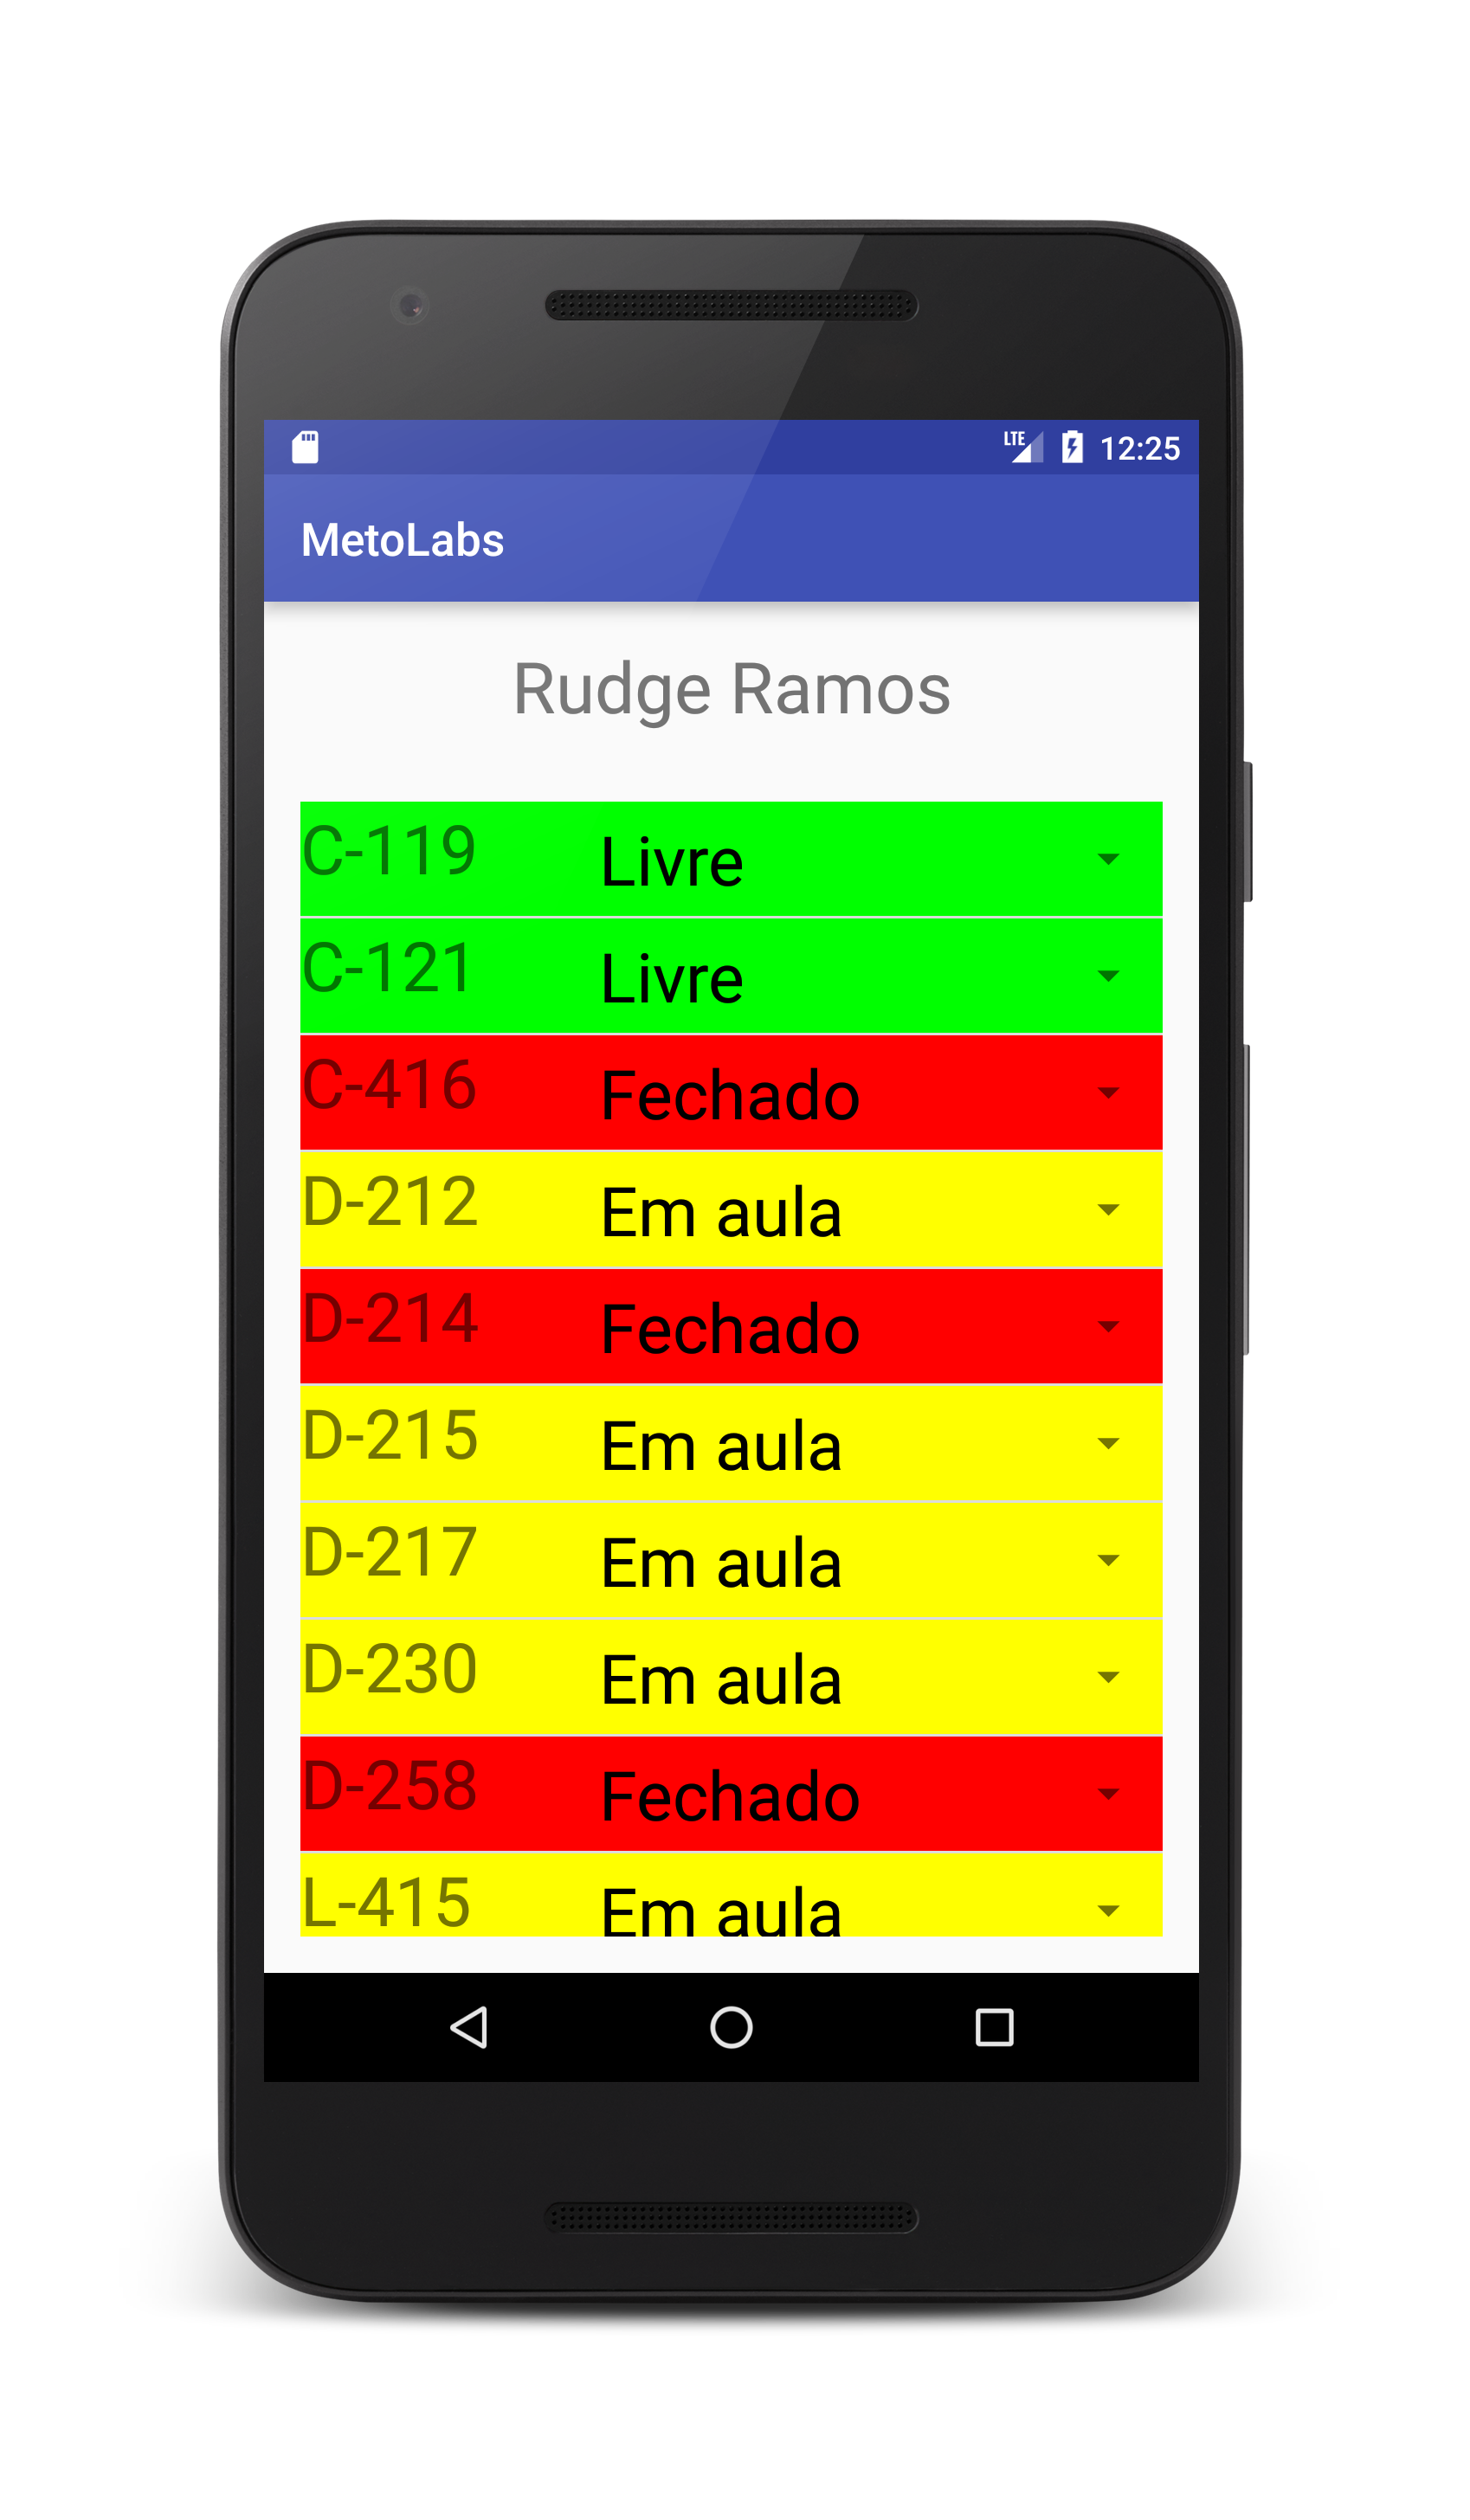 LTE 12:25
MetoLabs
Rudge Ramos
C-119 Livre
C-121 Livre
C-416 Fechado
D-212 Em aula
D-214 Fechado
D-215 Em aula
D-217 Em aula
D-230 Em aula
D-258 Fechado
L-415 Em aula